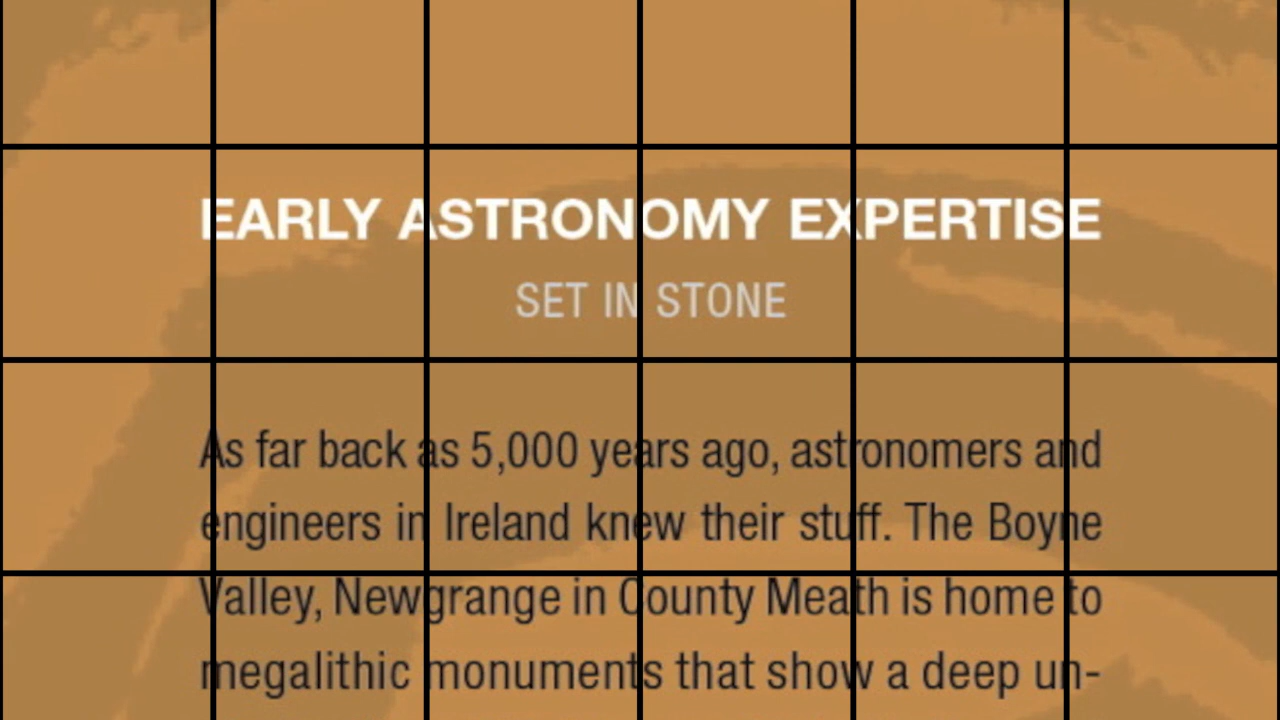 EARLY ASTRONOMY EXPERTISE
SET IN STONE
As far back as 5,000 years ago, astronomers and
engineers in Ireland knew their stuff. The Boyne
Valley, Newgrange in County Meath is home to
megalithic monuments that show a deep un-